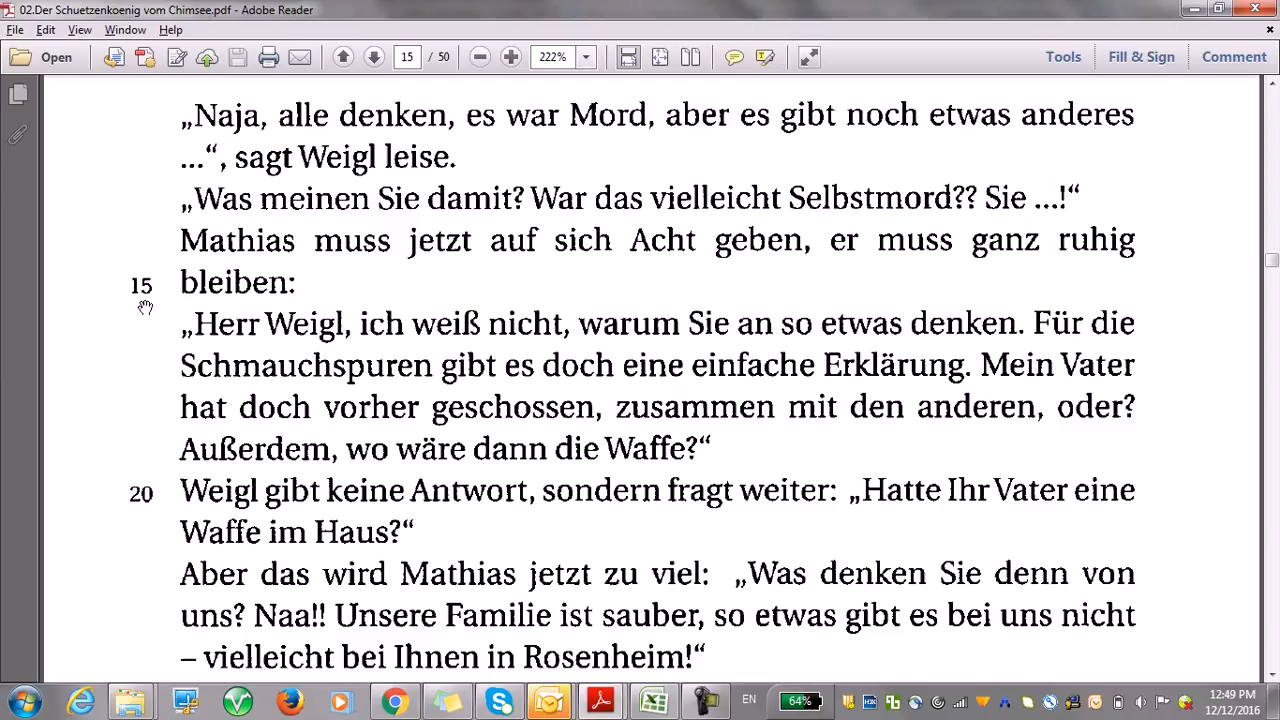 02.Der Schuetzenkoenig vom Chimsee.pdf - Adobe Reader
File Edit View Window Help
Open 15 / 50 222% Tools Fill & Sign Comment
„Naja, alle denken, es war Mord, aber es gibt noch etwas anderes
...“, sagt Weigl leise.
„Was meinen Sie damit? War das vielleicht Selbstmord?? Sie ...!“
Mathias muss jetzt auf sich Acht geben, er muss ganz ruhig
15 bleiben:
„Herr Weigl, ich weiß nicht, warum Sie an so etwas denken. Für die
Schmauchspuren gibt es doch eine einfache Erklärung. Mein Vater
hat doch vorher geschossen, zusammen mit den anderen, oder?
Außerdem, wo wäre dann die Waffe?“
20 Weigl gibt keine Antwort, sondern fragt weiter: „Hatte Ihr Vater eine
Waffe im Haus?“
Aber das wird Mathias jetzt zu viel: „Was denken Sie denn von
uns? Naa!! Unsere Familie ist sauber, so etwas gibt es bei uns nicht
– vielleicht bei Ihnen in Rosenheim!“
EN 64% 12:49 PM
12/12/2016